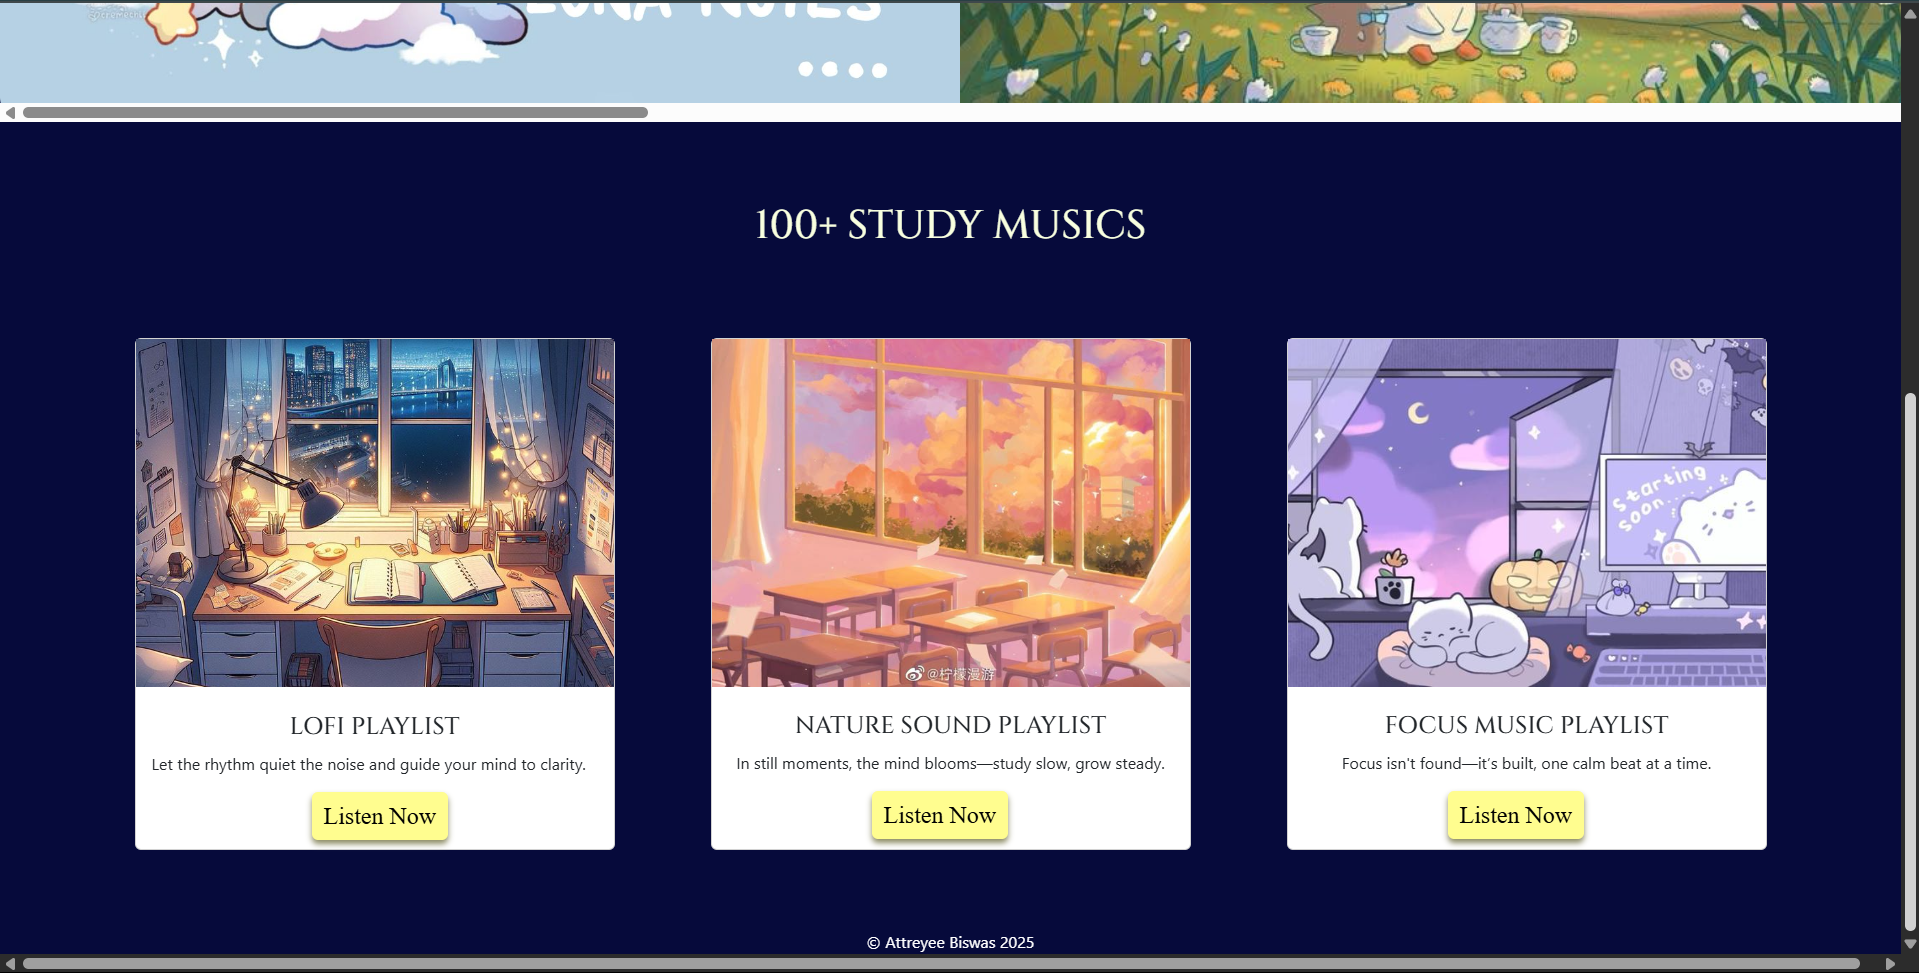 LUNA NOTES
100+ STUDY MUSICS
Starting
soon...
@柠檬漫游
LOFI PLAYLIST
Let the rhythm quiet the noise and guide your mind to clarity.
Listen Now
NATURE SOUND PLAYLIST
In still moments, the mind blooms—study slow, grow steady.
Listen Now
FOCUS MUSIC PLAYLIST
Focus isn't found—it’s built, one calm beat at a time.
Listen Now
© Attreyee Biswas 2025